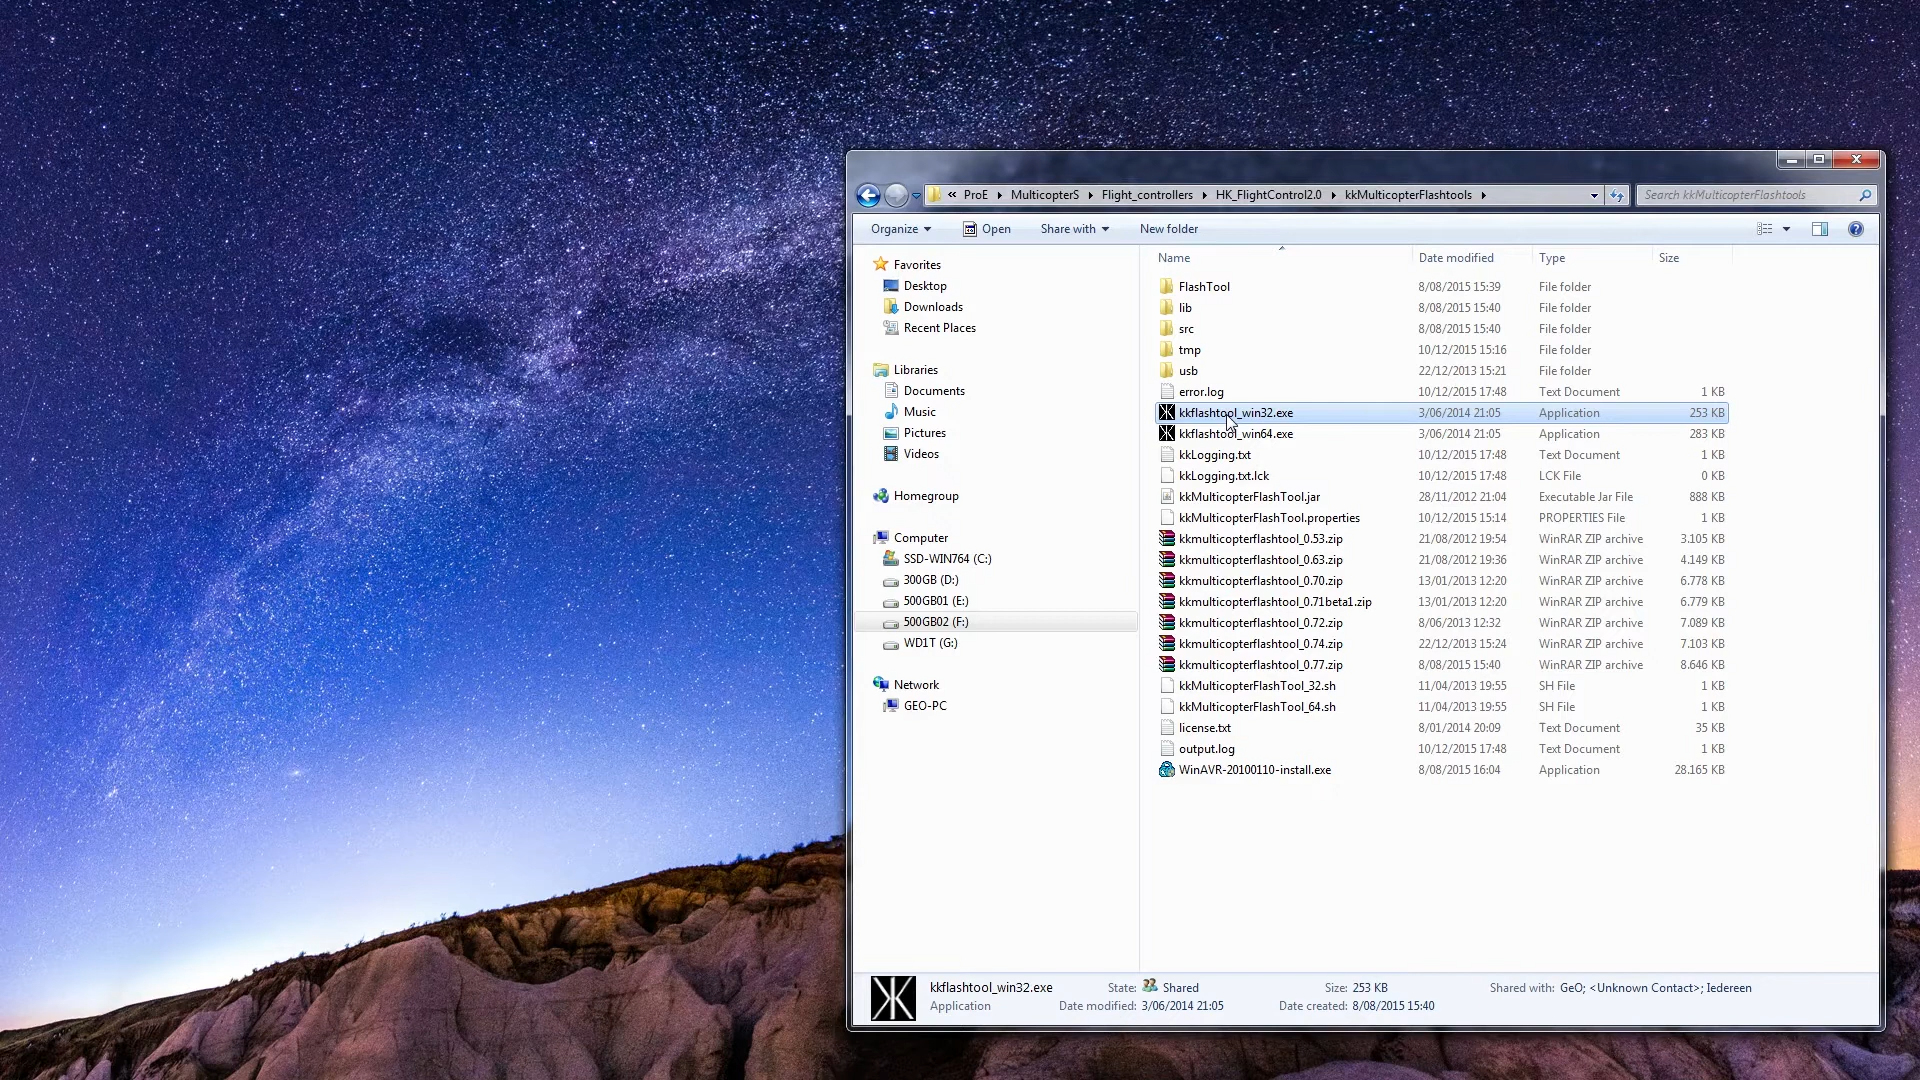 « ProE ▸ MulticopterS ▸ Flight_controllers ▸ HK_FlightControl2.0 ▸ kkMulticopterFlashtools ▸ Search kkMulticopterFlashtools
Organize Open Share with New folder
Favorites
Desktop
Downloads
Recent Places
Libraries
Documents
Music
Pictures
Videos
Homegroup
Computer
SSD-WIN764 (C:)
300GB (D:)
500GB01 (E:)
500GB02 (F:)
WD1T (G:)
Network
GEO-PC
Name Date modified Type Size
FlashTool 8/08/2015 15:39 File folder
lib 8/08/2015 15:40 File folder
src 8/08/2015 15:40 File folder
tmp 10/12/2015 15:16 File folder
usb 22/12/2013 15:21 File folder
error.log 10/12/2015 17:48 Text Document 1 KB
kkflashtool_win32.exe 3/06/2014 21:05 Application 253 KB
kkflashtool_win64.exe 3/06/2014 21:05 Application 283 KB
kkLogging.txt 10/12/2015 17:48 Text Document 1 KB
kkLogging.txt.lck 10/12/2015 17:48 LCK File 0 KB
kkMulticopterFlashTool.jar 28/11/2012 21:04 Executable Jar File 888 KB
kkMulticopterFlashTool.properties 10/12/2015 15:14 PROPERTIES File 1 KB
kkmulticopterflashtool_0.53.zip 21/08/2012 19:54 WinRAR ZIP archive 3.105 KB
kkmulticopterflashtool_0.63.zip 21/08/2012 19:36 WinRAR ZIP archive 4.149 KB
kkmulticopterflashtool_0.70.zip 13/01/2013 12:20 WinRAR ZIP archive 6.778 KB
kkmulticopterflashtool_0.71beta1.zip 13/01/2013 12:20 WinRAR ZIP archive 6.779 KB
kkmulticopterflashtool_0.72.zip 8/06/2013 12:32 WinRAR ZIP archive 7.089 KB
kkmulticopterflashtool_0.74.zip 22/12/2013 15:24 WinRAR ZIP archive 7.103 KB
kkmulticopterflashtool_0.77.zip 8/08/2015 15:40 WinRAR ZIP archive 8.646 KB
kkMulticopterFlashTool_32.sh 11/04/2013 19:55 SH File 1 KB
kkMulticopterFlashTool_64.sh 11/04/2013 19:55 SH File 1 KB
license.txt 8/01/2014 20:09 Text Document 35 KB
output.log 10/12/2015 17:48 Text Document 1 KB
WinAVR-20100110-install.exe 8/08/2015 16:04 Application 28.165 KB
kkflashtool_win32.exe State: Shared Size: 253 KB Shared with: GeO; <Unknown Contact>; Iedereen
Application Date modified: 3/06/2014 21:05 Date created: 8/08/2015 15:40